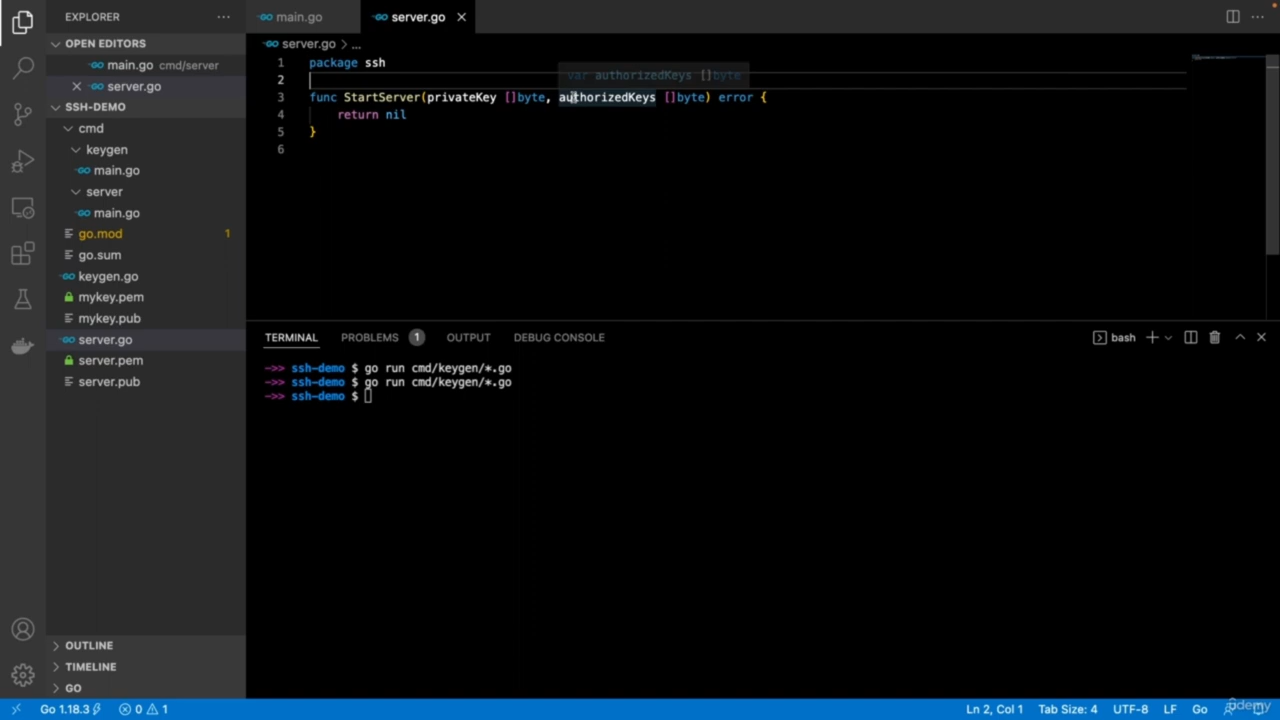 EXPLORER
OPEN EDITORS
main.go cmd/server
server.go
SSH-DEMO
cmd
keygen
main.go
server
main.go
go.mod 1
go.sum
keygen.go
mykey.pem
mykey.pub
server.go
server.pem
server.pub
OUTLINE
TIMELINE
GO
main.go
server.go
server.go > ...
1 package ssh
2
var authorizedKeys []byte
3 func StartServer(privateKey []byte, authorizedKeys []byte) error {
4 return nil
5 }
6
TERMINAL PROBLEMS 1 OUTPUT DEBUG CONSOLE bash
->> ssh-demo $ go run cmd/keygen/*.go
->> ssh-demo $ go run cmd/keygen/*.go
->> ssh-demo $
Go 1.18.3 0 1 Ln 2, Col 1 Tab Size: 4 UTF-8 LF Go
ûdemy